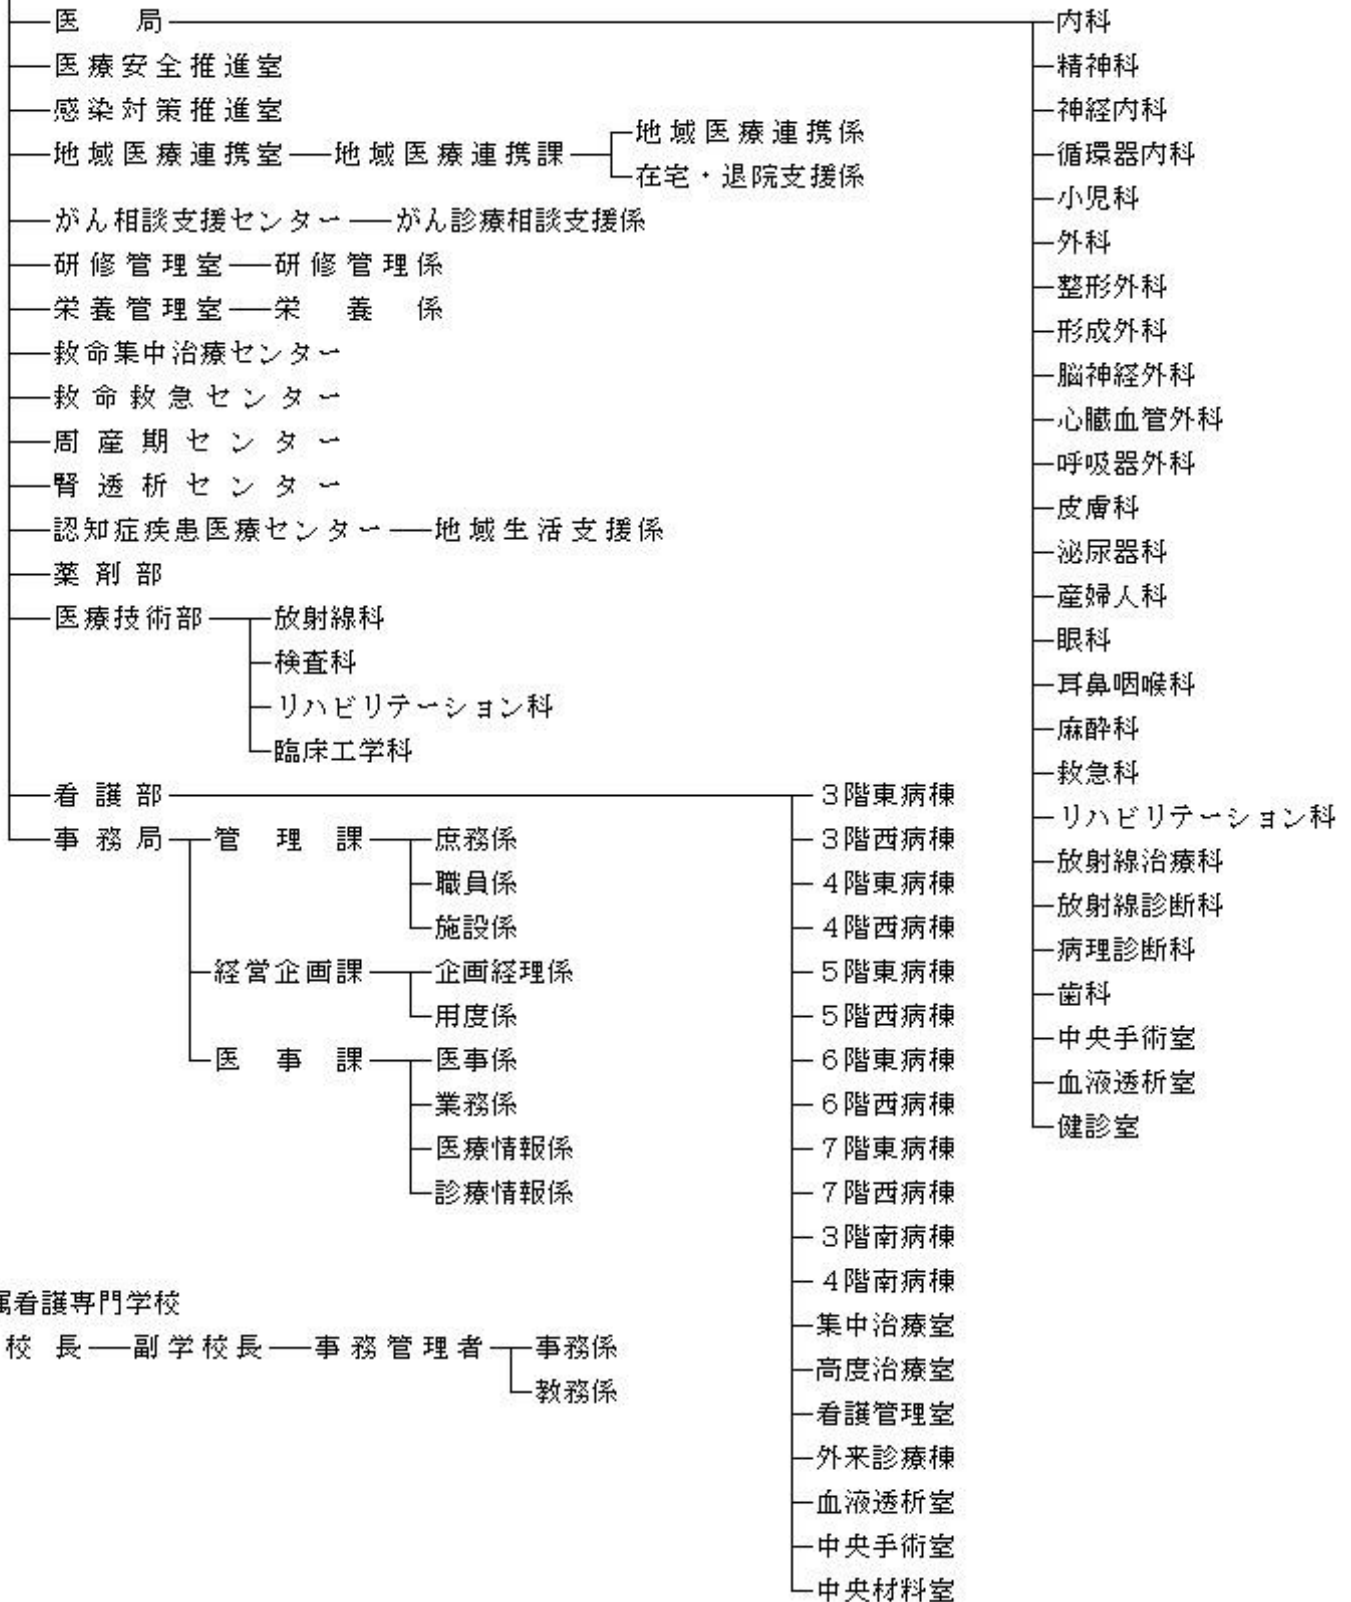 医　　局
医療安全推進室
感染対策推進室
地域医療連携室―地域医療連携課
地域医療連携係
在宅・退院支援係
がん相談支援センター―がん診療相談支援係
研修管理室―研修管理係
栄養管理室―栄　養　係
救命集中治療センター
救命救急センター
周産期センター
腎透析センター
認知症疾患医療センター―地域生活支援係
薬剤部
医療技術部
放射線科
検査科
リハビリテーション科
臨床工学科
看護部
事務局
管　理　課
庶務係
職員係
施設係
経営企画課
企画経理係
用度係
医　事　課
医事係
業務係
医療情報係
診療情報係
3階東病棟
3階西病棟
4階東病棟
4階西病棟
5階東病棟
5階西病棟
6階東病棟
6階西病棟
7階東病棟
7階西病棟
3階南病棟
4階南病棟
集中治療室
高度治療室
看護管理室
外来診療棟
血液透析室
中央手術室
中央材料室
内科
精神科
神経内科
循環器内科
小児科
外科
整形外科
形成外科
脳神経外科
心臓血管外科
呼吸器外科
皮膚科
泌尿器科
産婦人科
眼科
耳鼻咽喉科
麻酔科
救急科
リハビリテーション科
放射線治療科
放射線診断科
病理診断科
歯科
中央手術室
血液透析室
健診室
属看護専門学校
校長―副学校長―事務管理者
事務係
教務係